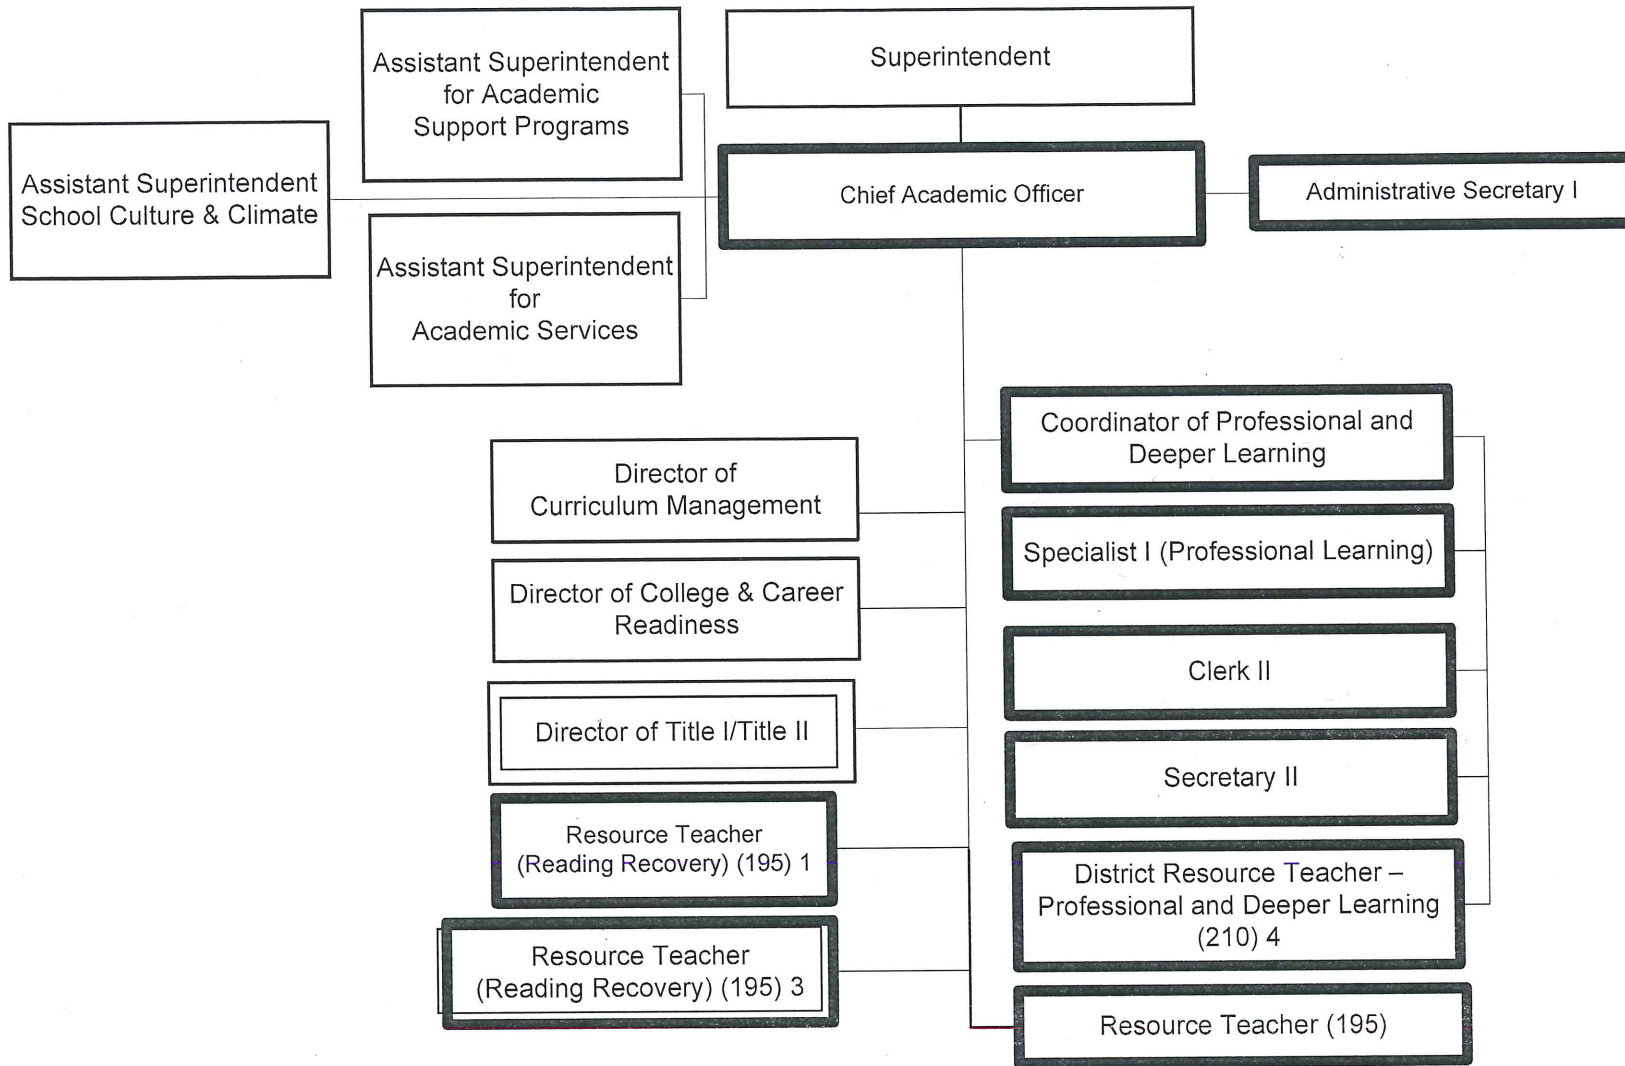 Superintendent
Assistant Superintendent
for Academic
Support Programs
Assistant Superintendent
School Culture & Climate
Chief Academic Officer
Administrative Secretary I
Assistant Superintendent
for
Academic Services
Coordinator of Professional and
Deeper Learning
Director of
Curriculum Management
Specialist I (Professional Learning)
Director of College & Career
Readiness
Clerk II
Director of Title I/Title II
Secretary II
Resource Teacher
(Reading Recovery) (195) 1
District Resource Teacher –
Professional and Deeper Learning
(210) 4
Resource Teacher
(Reading Recovery) (195) 3
Resource Teacher (195)